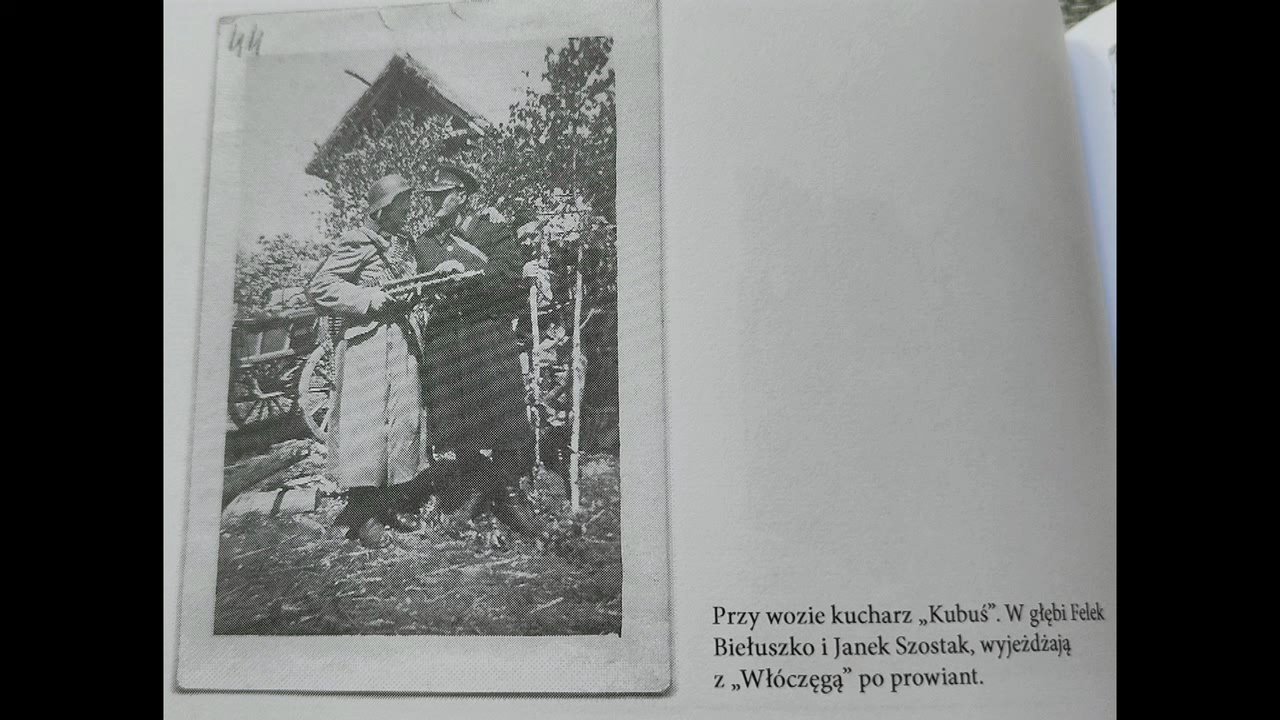 44
Przy wozie kucharz „Kubuś”. W głębi Felek
Biełuszko i Janek Szostak, wyjeżdżają
z „Włóczęgą” po prowiant.